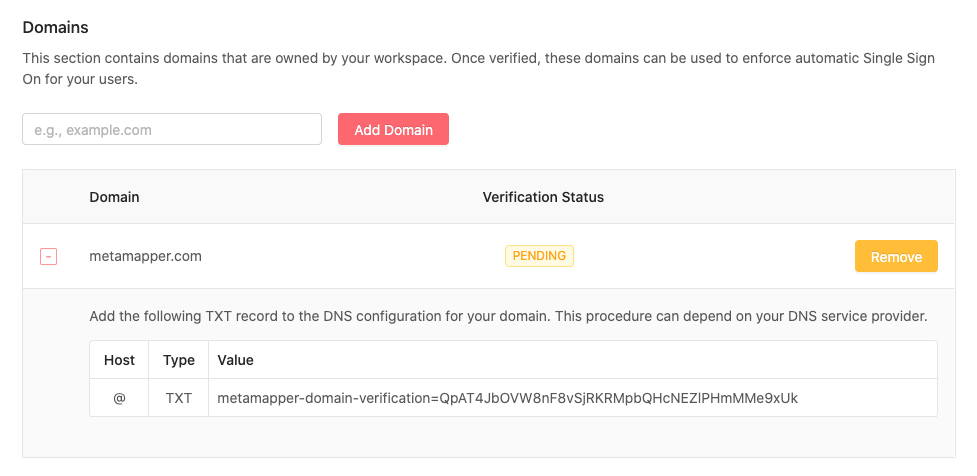 Domains
This section contains domains that are owned by your workspace. Once verified, these domains can be used to enforce automatic Single Sign
On for your users.
e.g., example.com
Add Domain
Domain
Verification Status
metamapper.com
PENDING
Remove
Add the following TXT record to the DNS configuration for your domain. This procedure can depend on your DNS service provider.
Host
Type
Value
@
TXT
metamapper-domain-verification=QpAT4JbOVW8nF8vSjRKRMpbQHcNEZlPHmMMe9xUk